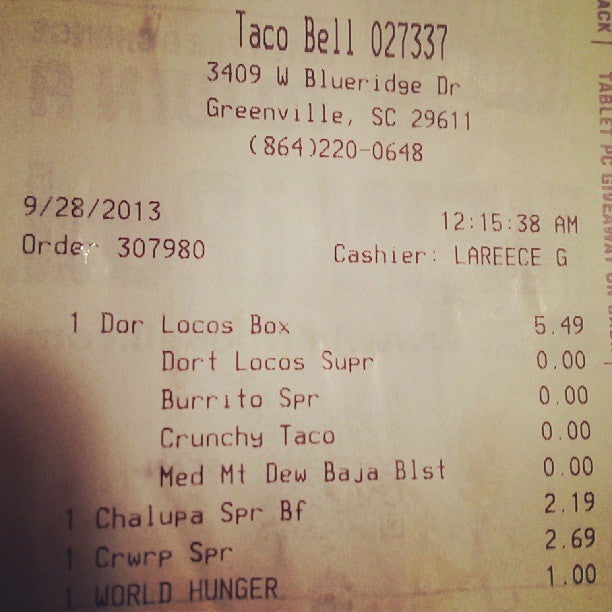 Taco Bell 027337
3409 W Blueridge Dr
Greenville, SC 29611
(864)220-0648
9/28/2013 12:15:38 AM
Order 307980 Cashier: LAREECE G
1 Dor Locos Box 5.49
Dort Locos Supr 0.00
Burrito Spr 0.00
Crunchy Taco 0.00
Med Mt Dew Baja Blst 0.00
1 Chalupa Spr Bf 2.19
1 Crwrp Spr 2.69
1 WORLD HUNGER 1.00
ACK | TABLET PC GIVEAWAY ON